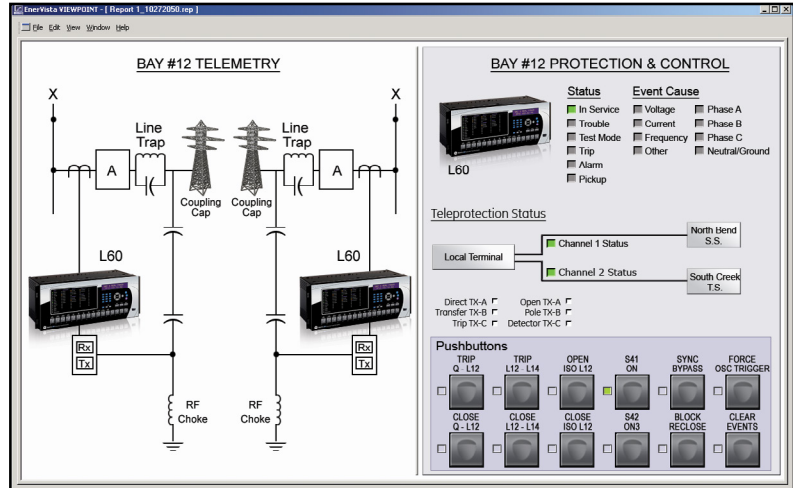 EnerVista VIEWPOINT - [ Report 1_10272050.rep ]
File Edit View Window Help
BAY #12 TELEMETRY
X
X
Line
Trap
Line
Trap
A
A
Coupling
Cap
Coupling
Cap
L60
L60
Rx
Tx
Rx
Tx
RF
Choke
RF
Choke
BAY #12 PROTECTION & CONTROL
Status
Event Cause
In Service
Voltage
Phase A
Trouble
Current
Phase B
Test Mode
Frequency
Phase C
Trip
Other
Neutral/Ground
Alarm
Pickup
L60
Teleprotection Status
Local Terminal
Channel 1 Status
North Bend
S.S.
Channel 2 Status
South Creek
T.S.
Direct TX-A
Open TX-A
Transfer TX-B
Pole TX-B
Trip TX-C
Detector TX-C
Pushbuttons
TRIP
Q - L12
TRIP
L12 - L14
OPEN
ISO L12
S41
ON
SYNC
BYPASS
FORCE
OSC TRIGGER
CLOSE
Q - L12
CLOSE
L12 - L14
CLOSE
ISO L12
S42
ON3
BLOCK
RECLOSE
CLEAR
EVENTS